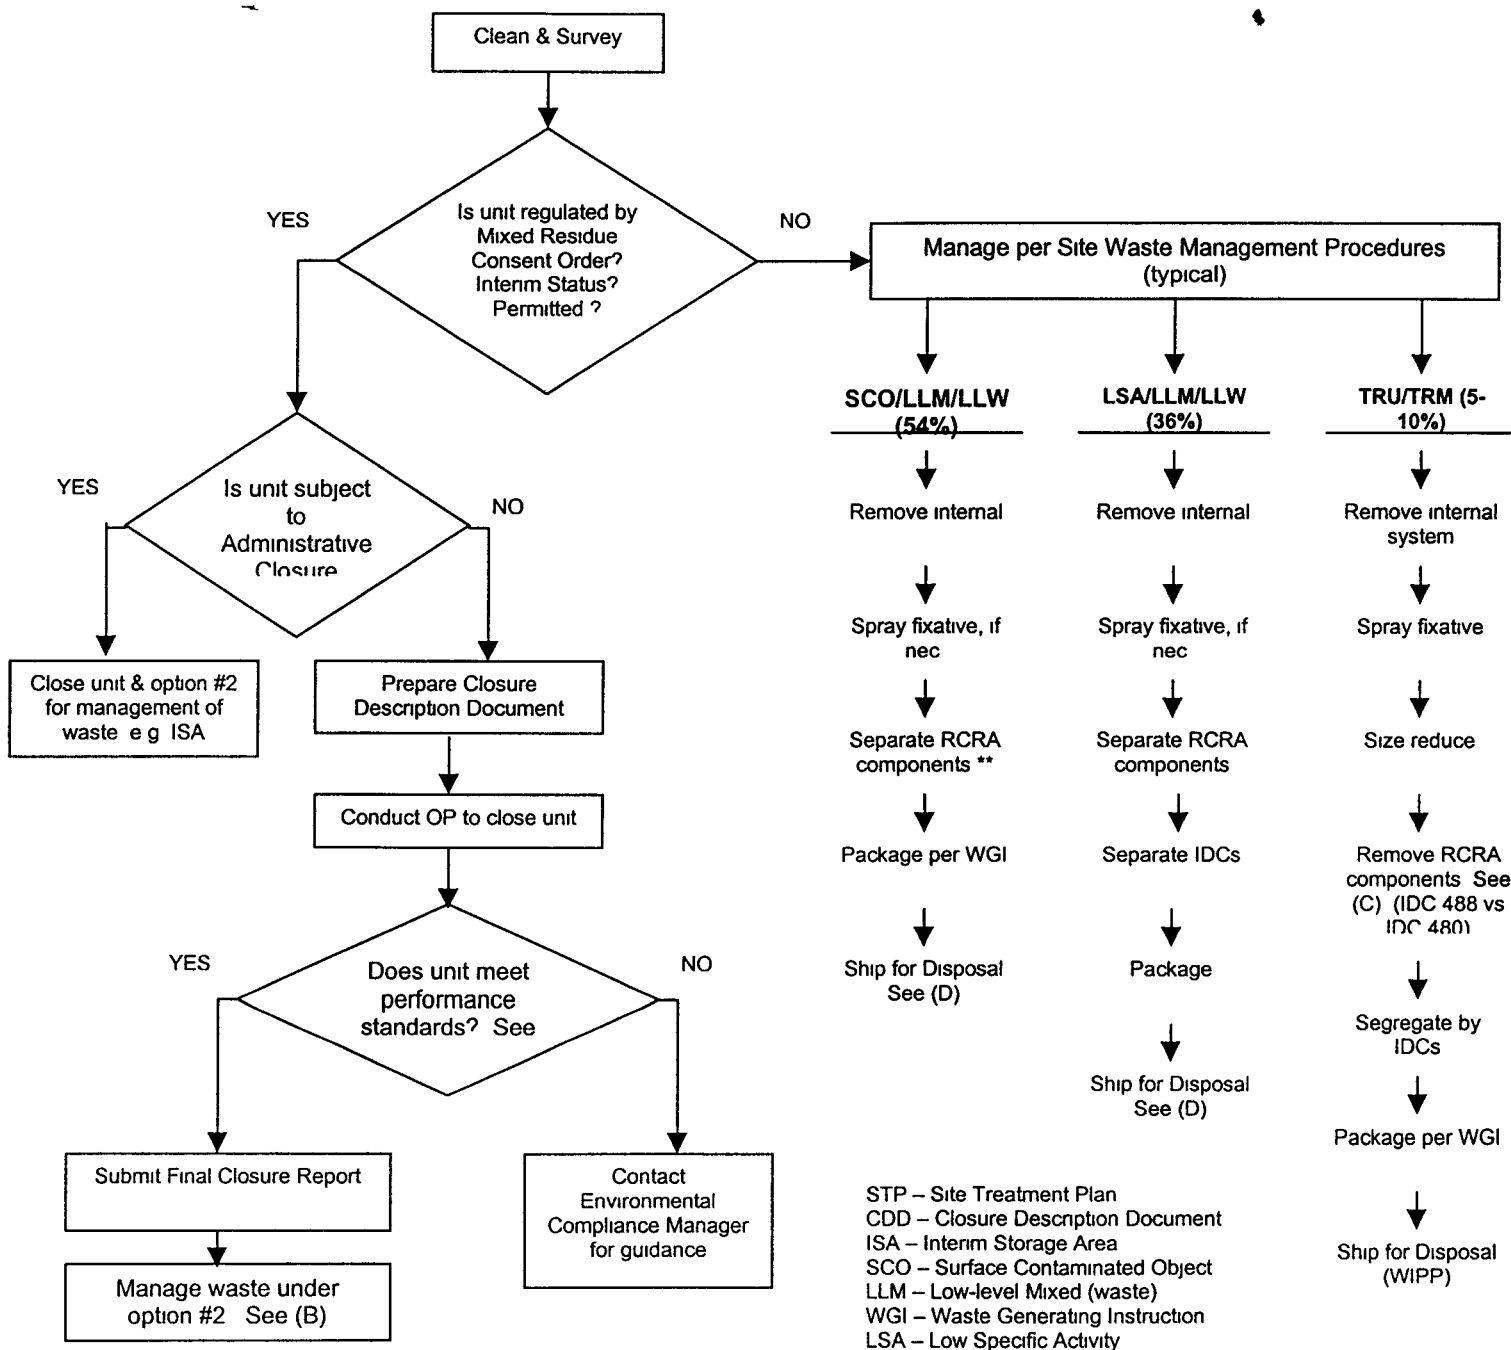 Clean & Survey
YES
Is unit regulated by
Mixed Residue
Consent Order?
Interim Status?
Permitted ?
NO
Manage per Site Waste Management Procedures
(typical)
SCO/LLM/LLW
(54%)
LSA/LLM/LLW
(36%)
TRU/TRM (5-
10%)
YES
Is unit subject
to
Administrative
Closure
NO
Remove internal
Remove internal
Remove internal
system
Spray fixative, if
nec
Spray fixative, if
nec
Spray fixative
Close unit & option #2
for management of
waste e g ISA
Prepare Closure
Description Document
Separate RCRA
components **
Separate RCRA
components
Size reduce
Conduct OP to close unit
Package per WGI
Separate IDCs
Remove RCRA
components See
(C) (IDC 488 vs
IDC 480)
YES
Does unit meet
performance
standards? See
NO
Ship for Disposal
See (D)
Package
Segregate by
IDCs
Ship for Disposal
See (D)
Package per WGI
Submit Final Closure Report
Contact
Environmental
Compliance Manager
for guidance
Manage waste under
option #2 See (B)
Ship for Disposal
(WIPP)
STP – Site Treatment Plan
CDD – Closure Description Document
ISA – Interim Storage Area
SCO – Surface Contaminated Object
LLM – Low-level Mixed (waste)
WGI – Waste Generating Instruction
LSA – Low Specific Activity